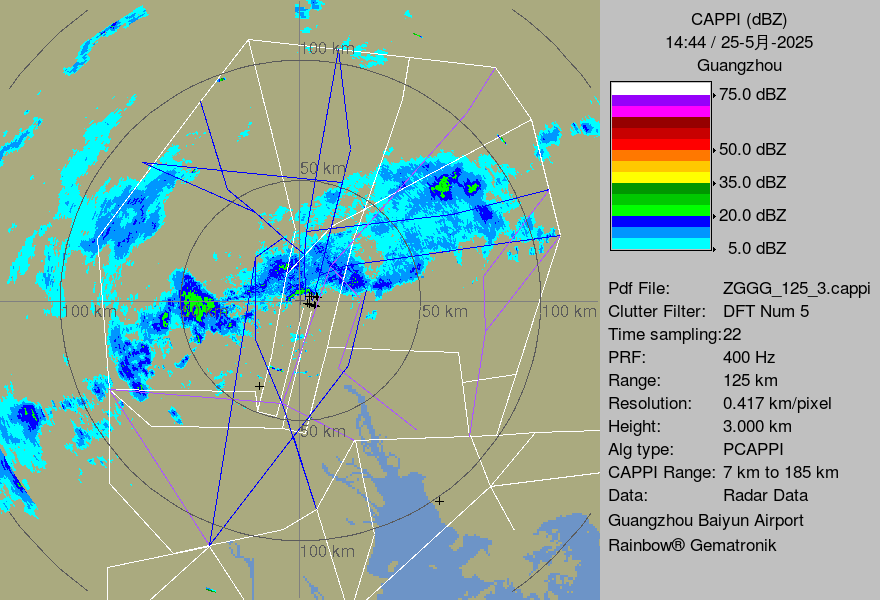 CAPPI (dBZ)
14:44 / 25-5月-2025
Guangzhou
75.0 dBZ
50.0 dBZ
35.0 dBZ
20.0 dBZ
5.0 dBZ
Pdf File: ZGGG_125_3.cappi
Clutter Filter: DFT Num 5
Time sampling:22
PRF: 400 Hz
Range: 125 km
Resolution: 0.417 km/pixel
Height: 3.000 km
Alg type: PCAPPI
CAPPI Range: 7 km to 185 km
Data: Radar Data
Guangzhou Baiyun Airport
Rainbow® Gematronik
100 km
50 km
100 km
50 km
100 km
50 km
100 km